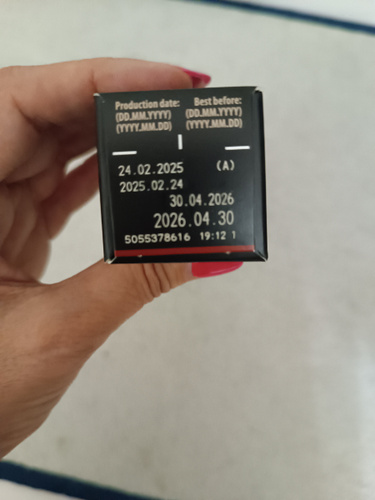 Production date: Best before:
(DD.MM.YYYY) (DD.MM.YYYY)
(YYYY.MM.DD) (YYYY.MM.DD)
24.02.2025 (A)
2025.02.24
30.04.2026
2026.04.30
5055378616 19:12 1